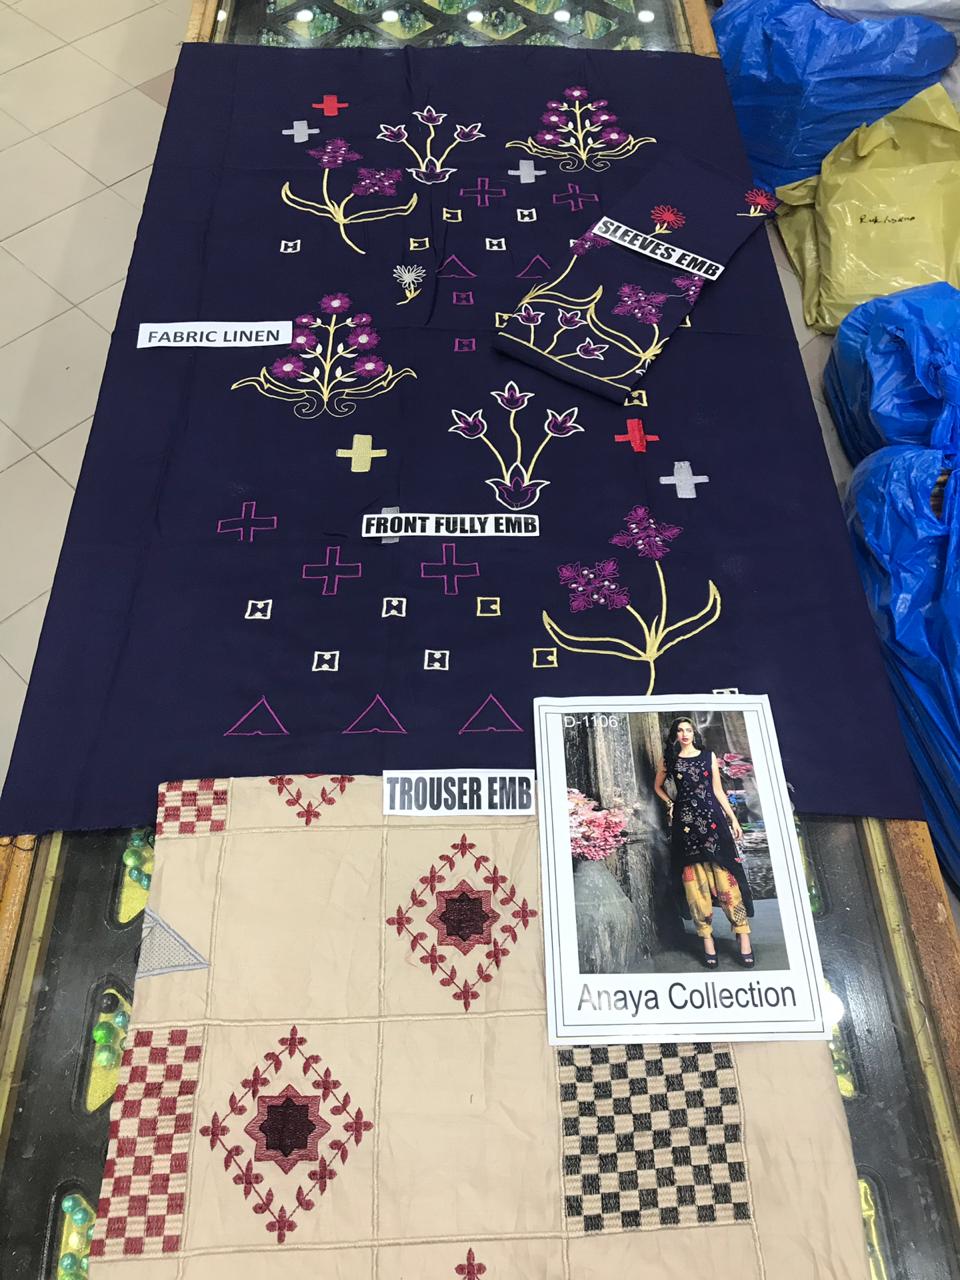 SLEEVES EMB
FABRIC LINEN
FRONT FULLY EMB
TROUSER EMB
D-1106
Anaya Collection